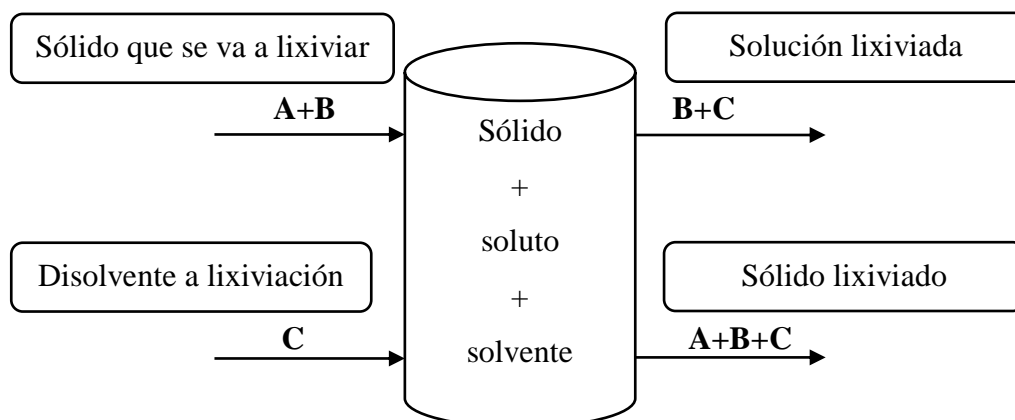 Sólido que se va a lixiviar
Solución lixiviada
A+B
B+C
Sólido
+
soluto
+
solvente
Disolvente a lixiviación
Sólido lixiviado
C
A+B+C